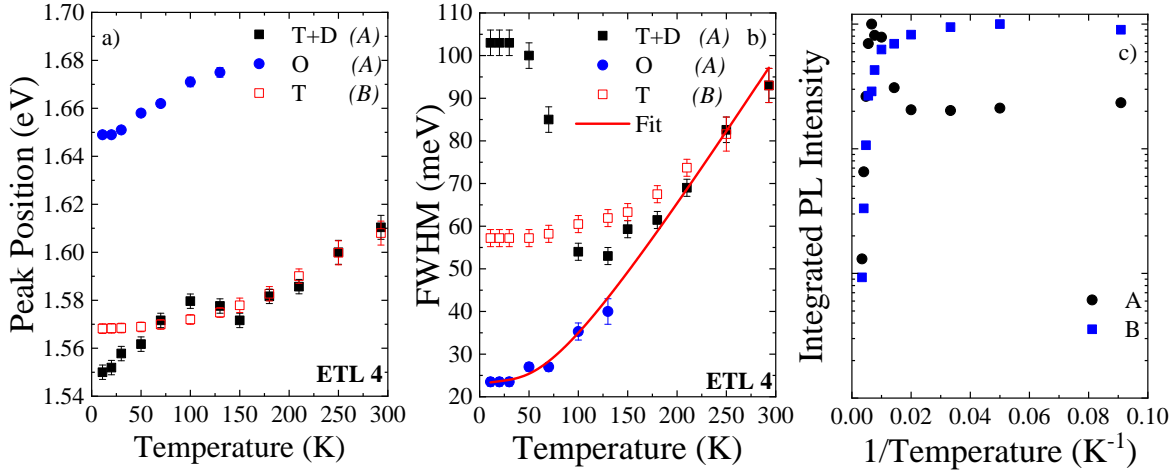 a)
T+D (A)
O (A)
T (B)
1.70
1.68
1.66
1.64
1.62
1.60
1.58
1.56
1.54
Peak Position (eV)
ETL 4
0 50 100 150 200 250 300
Temperature (K)
b)
T+D (A)
O (A)
T (B)
Fit
110
100
90
80
70
60
50
40
30
20
FWHM (meV)
ETL 4
0 50 100 150 200 250 300
Temperature (K)
c)
Integrated PL Intensity
A
B
0.00 0.02 0.04 0.06 0.08 0.10
1/Temperature (K⁻¹)